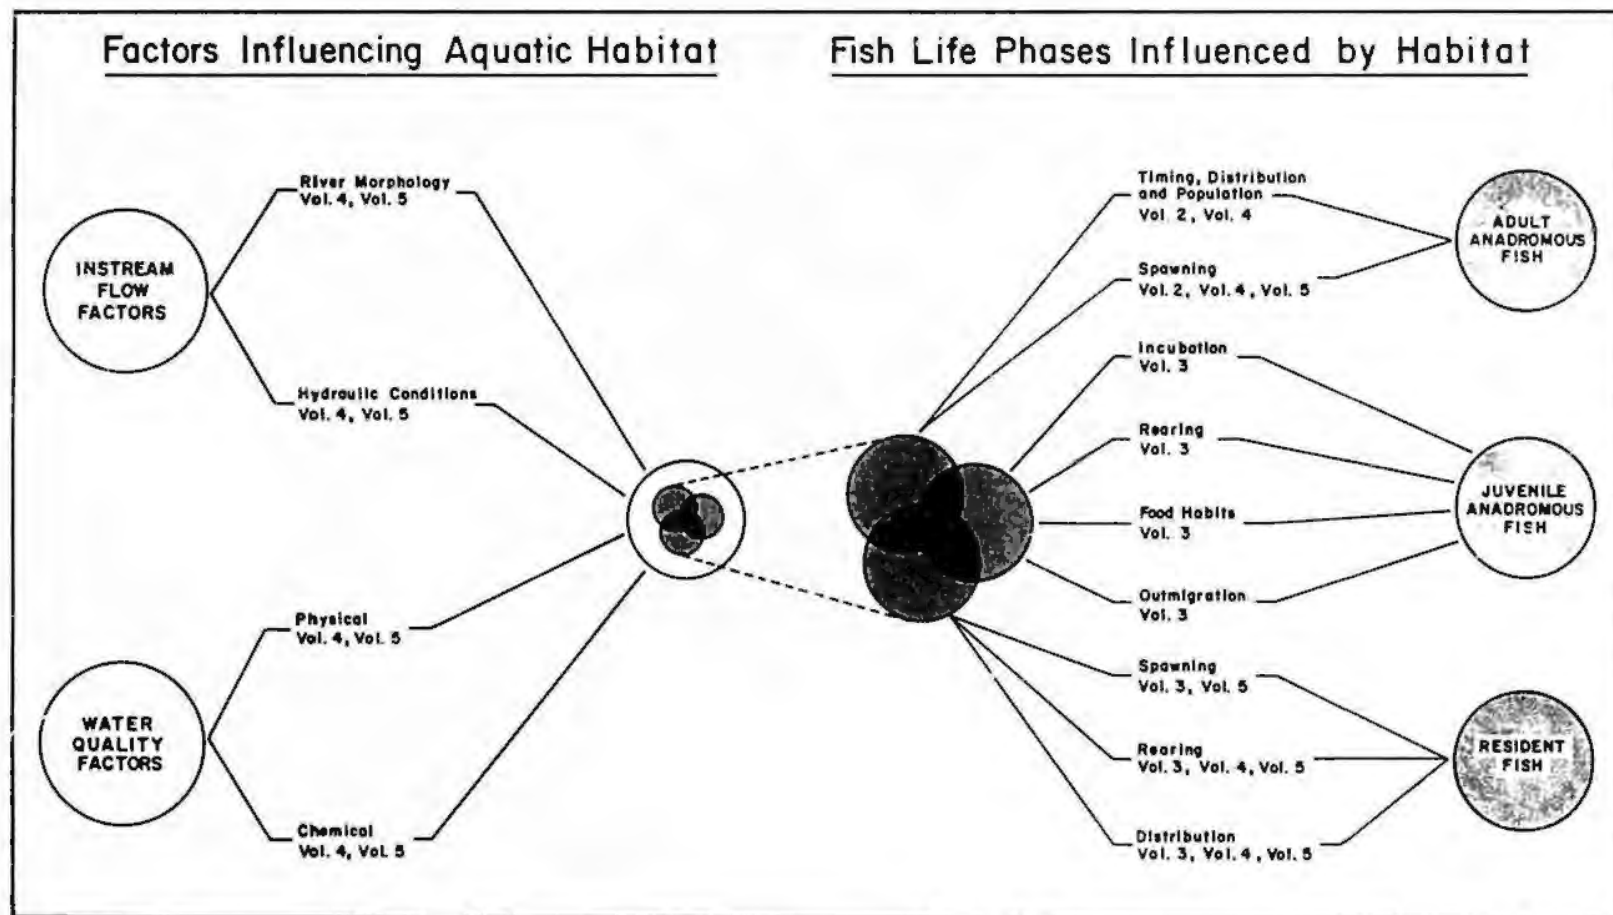 Factors Influencing Aquatic Habitat
Fish Life Phases Influenced by Habitat
INSTREAM
FLOW
FACTORS
River Morphology
Vol. 4, Vol. 5
Hydraulic Conditions
Vol. 4, Vol. 5
WATER
QUALITY
FACTORS
Physical
Vol. 4, Vol. 5
Chemical
Vol. 4, Vol. 5
Timing, Distribution
and Population
Vol. 2, Vol. 4
Spawning
Vol. 2, Vol. 4, Vol. 5
ADULT
ANADROMOUS
FISH
Incubation
Vol. 3
Rearing
Vol. 3
Food Habits
Vol. 3
Outmigration
Vol. 3
JUVENILE
ANADROMOUS
FISH
Spawning
Vol. 3, Vol. 5
Rearing
Vol. 3, Vol. 4, Vol. 5
Distribution
Vol. 3, Vol. 4, Vol. 5
RESIDENT
FISH